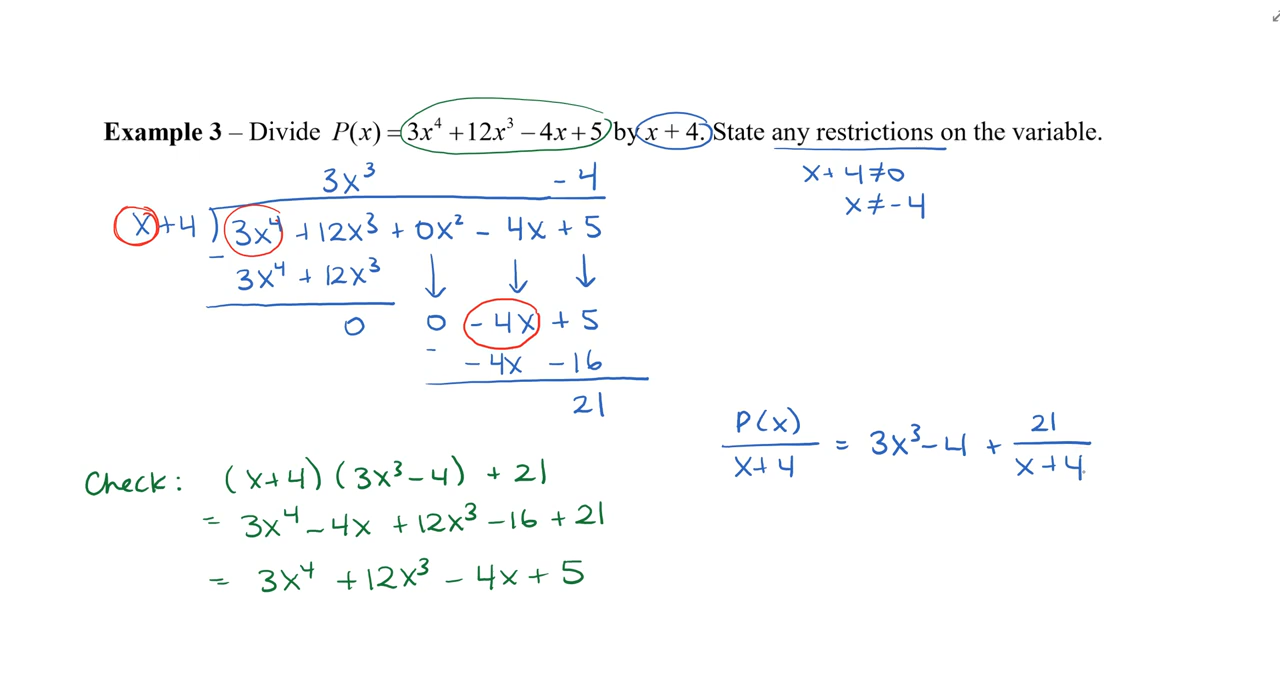 Example 3 – Divide P(x) = 3x⁴ + 12x³ − 4x + 5 by x + 4. State any restrictions on the variable.
x + 4 ≠ 0
x ≠ −4
3x³ − 4
x + 4 ) 3x⁴ + 12x³ + 0x² − 4x + 5
−
3x⁴ + 12x³ ↓ ↓ ↓
0 0 − 4x + 5
−
− 4x − 16
21
P(x)/(x + 4) = 3x³ − 4 + 21/(x + 4)
Check: (x+4)(3x³ − 4) + 21
= 3x⁴ − 4x + 12x³ − 16 + 21
= 3x⁴ + 12x³ − 4x + 5